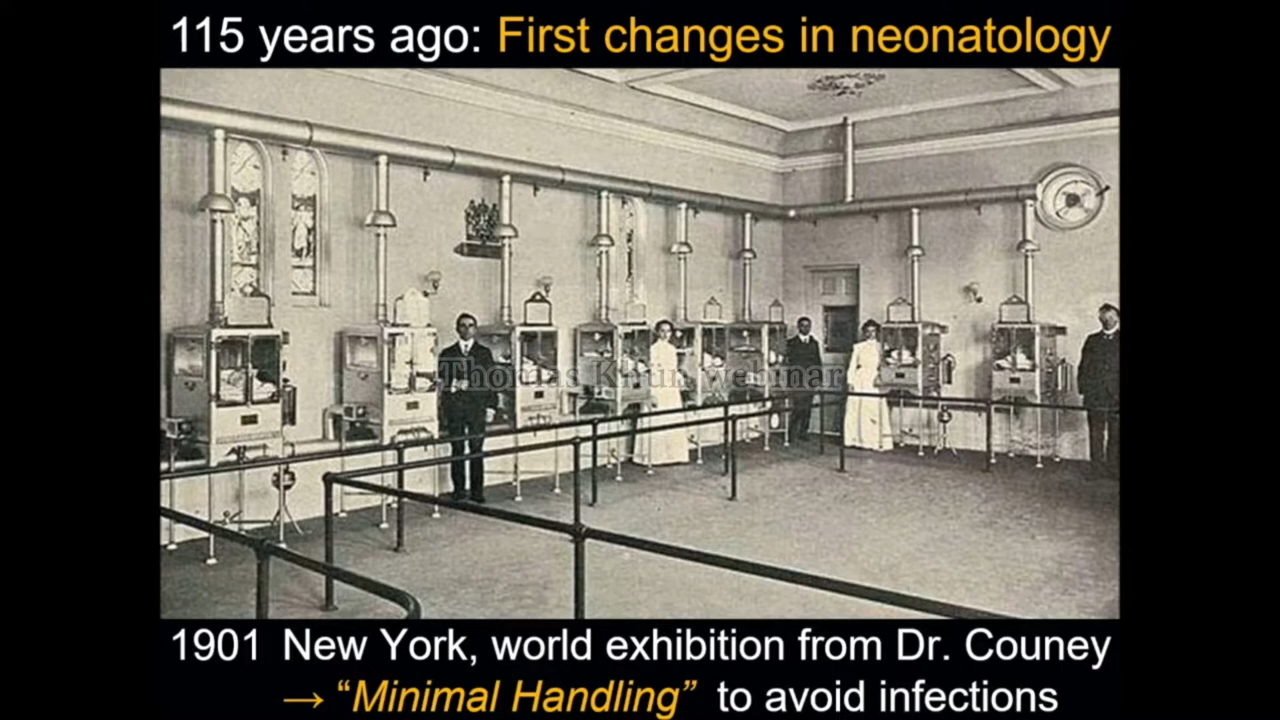 115 years ago: First changes in neonatology
Thomas Khün webinar
1901 New York, world exhibition from Dr. Couney
→ “Minimal Handling” to avoid infections